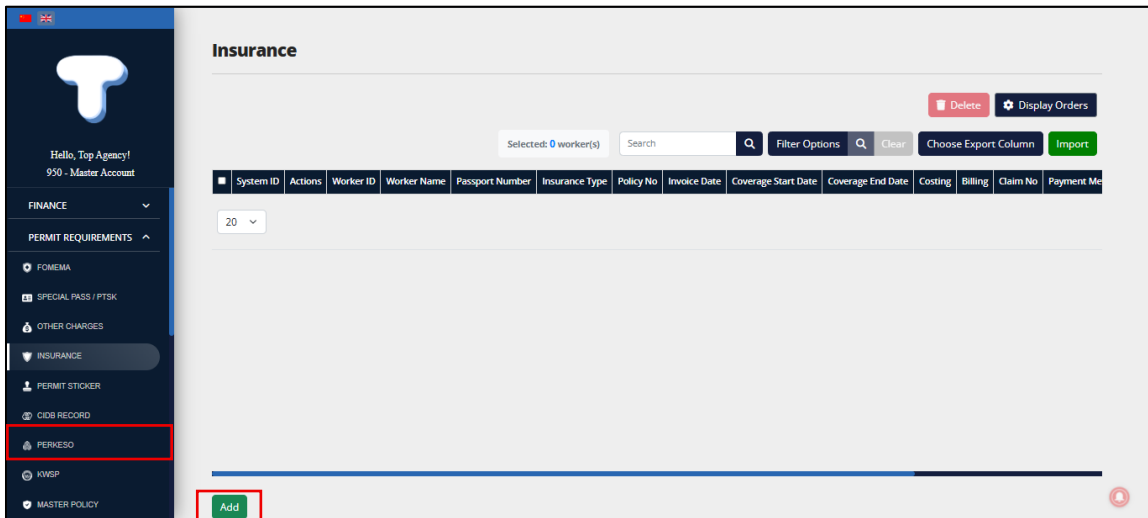 Hello, Top Agency!
950 - Master Account
FINANCE
PERMIT REQUIREMENTS
FOMEMA
SPECIAL PASS / PTSK
OTHER CHARGES
INSURANCE
PERMIT STICKER
CIDB RECORD
PERKESO
KWSP
MASTER POLICY
Insurance
Delete Display Orders
Selected: 0 worker(s) Search Filter Options Clear Choose Export Column Import
System ID Actions Worker ID Worker Name Passport Number Insurance Type Policy No Invoice Date Coverage Start Date Coverage End Date Costing Billing Claim No Payment Me
20
Add